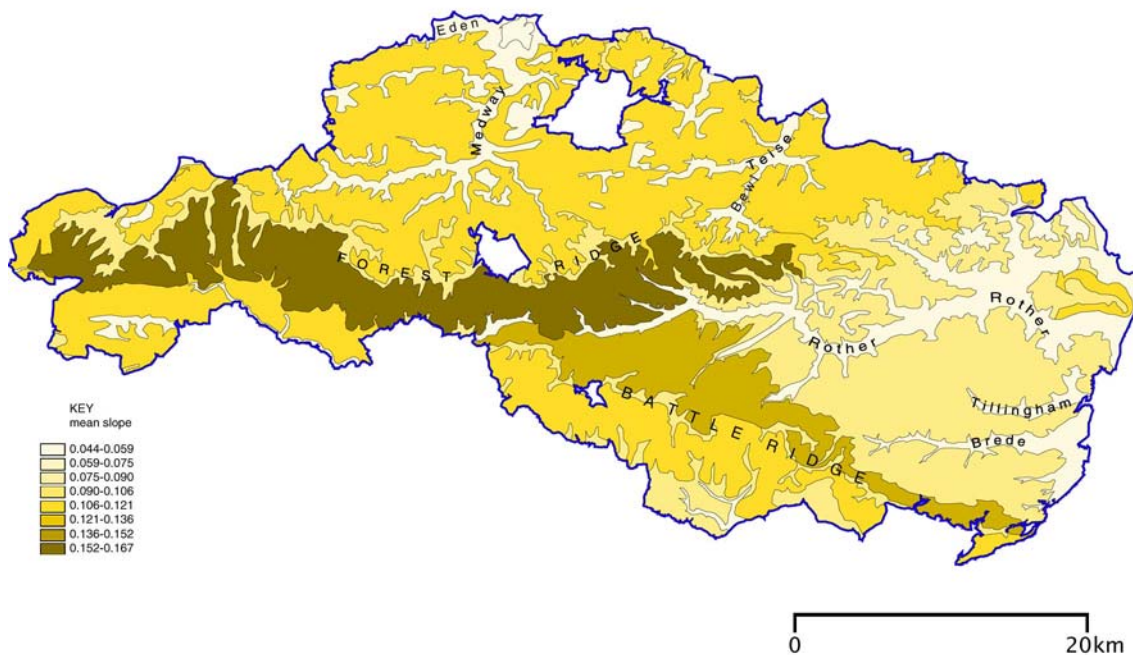 Eden
Medway
Teise
Bewl
FOREST RIDGE
Rother
Rother
BATTLE RIDGE
Tillingham
Brede
KEY
mean slope
0.044-0.059
0.059-0.075
0.075-0.090
0.090-0.106
0.106-0.121
0.121-0.136
0.136-0.152
0.152-0.167
0 20km